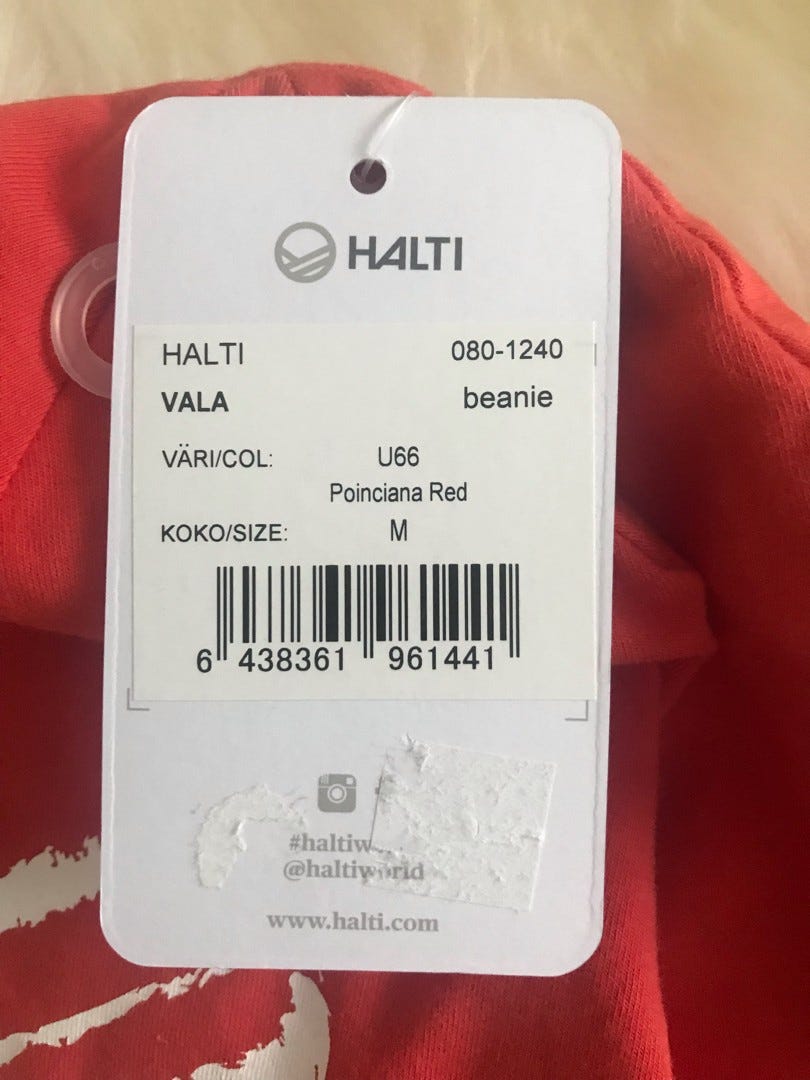 HALTI
HALTI 080-1240
VALA beanie
VÄRI/COL: U66
Poinciana Red
KOKO/SIZE: M
6 438361 961441
@haltiworld
www.halti.com